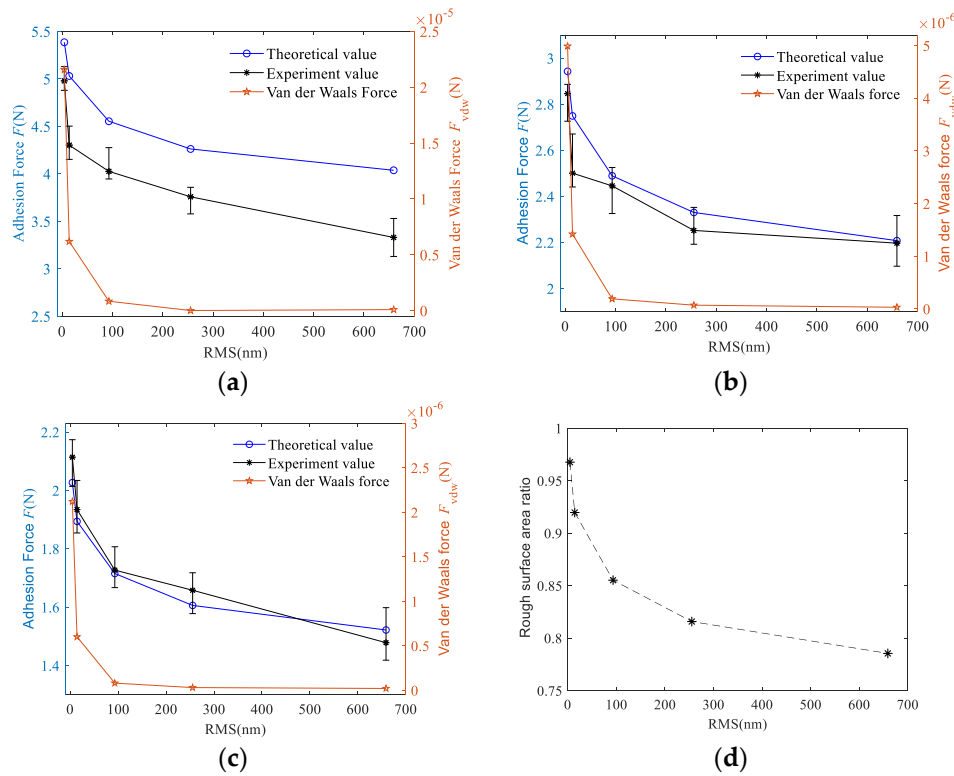 ×10⁻⁵
5.5
5
4.5
4
3.5
3
2.5
Adhesion Force F(N)
Theoretical value
Experiment value
Van der Waals Force
2.5
2
1.5
1
0.5
0
Van der Waals Force Fvdw(N)
0 100 200 300 400 500 600 700
RMS(nm)
(a)
×10⁻⁶
3
2.8
2.6
2.4
2.2
2
Adhesion Force F(N)
Theoretical value
Experiment value
Van der Waals force
5
4
3
2
1
0
Van der Waals force Fvdw(N)
0 100 200 300 400 500 600 700
RMS(nm)
(b)
×10⁻⁶
2.2
2
1.8
1.6
1.4
Adhesion Force F(N)
Theoretical value
Experiment value
Van der Waals force
3
2.5
2
1.5
1
0.5
0
Van der Waals force Fvdw(N)
0 100 200 300 400 500 600 700
RMS(nm)
(c)
1
0.95
0.9
0.85
0.8
0.75
Rough surface area ratio
0 100 200 300 400 500 600 700
RMS(nm)
(d)